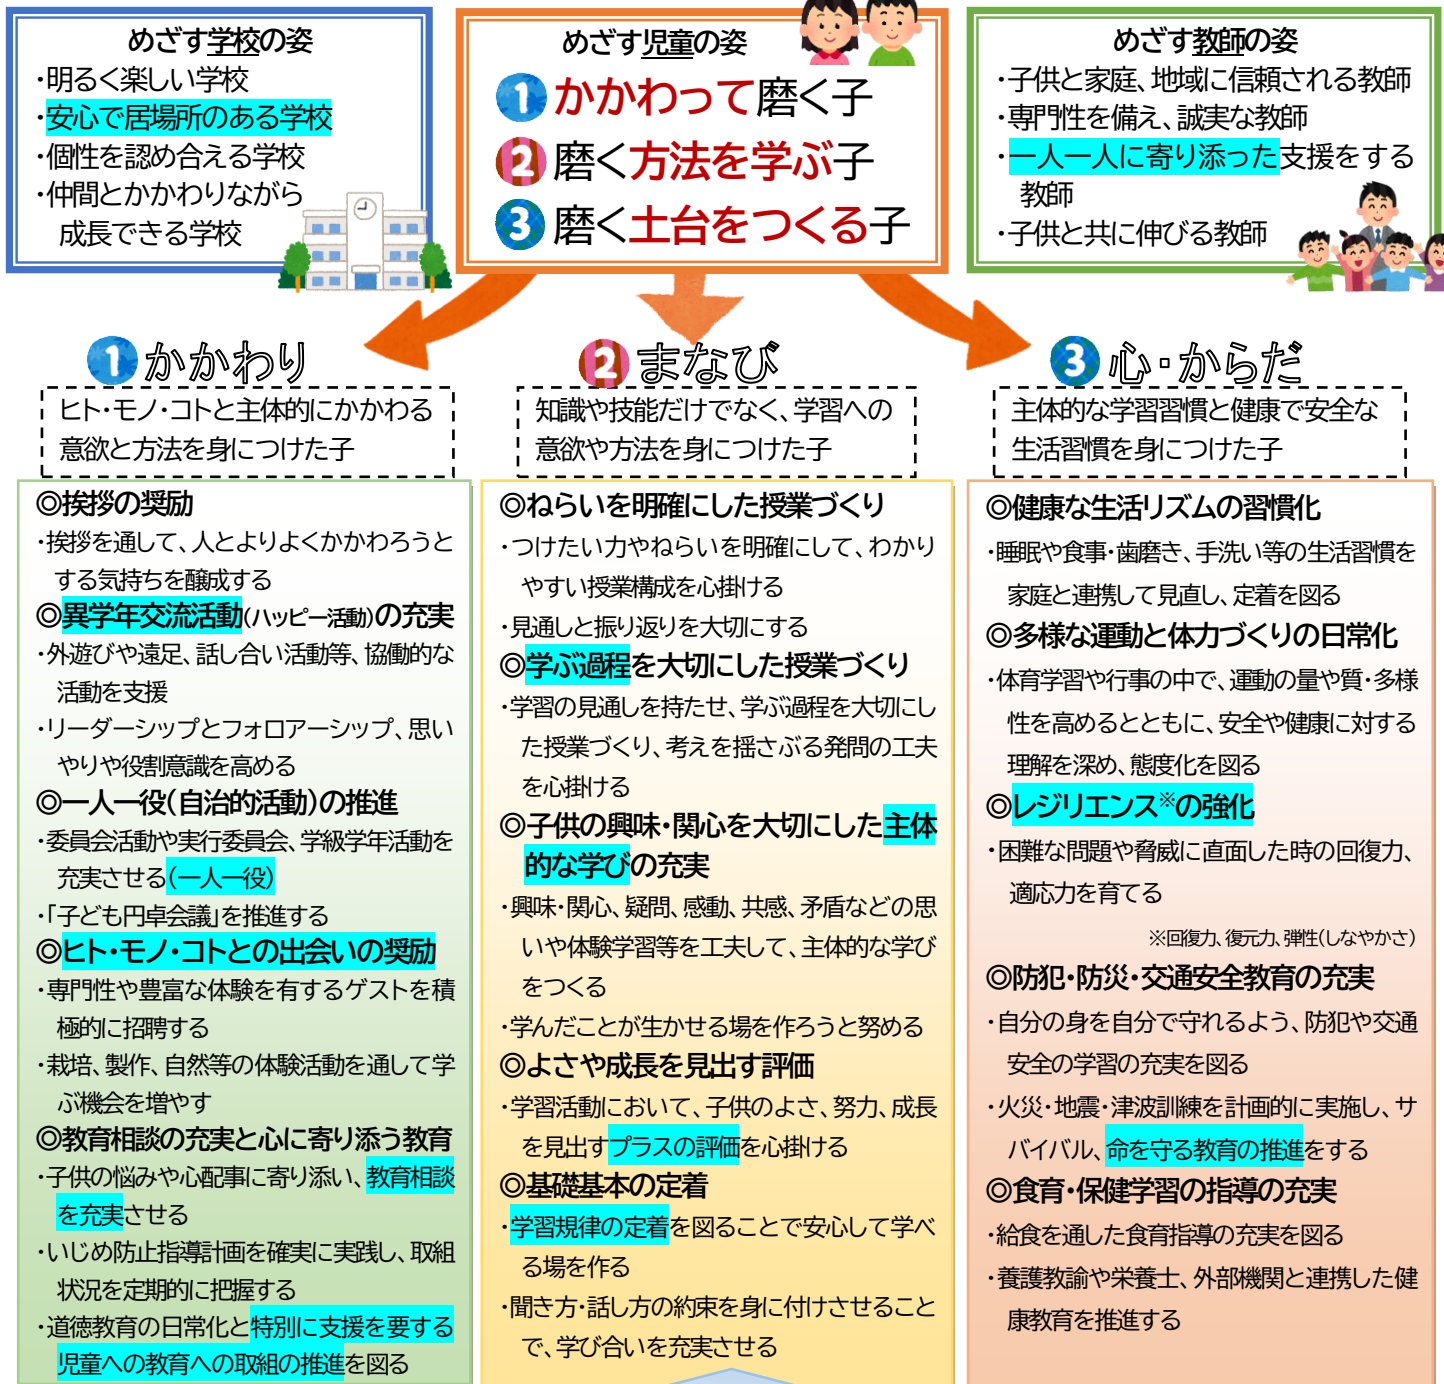 めざす学校の姿
・明るく楽しい学校
・安心で居場所のある学校
・個性を認め合える学校
・仲間とかかわりながら
成長できる学校
めざす児童の姿
1 かかわって磨く子
2 磨く方法を学ぶ子
3 磨く土台をつくる子
めざす教師の姿
・子供と家庭、地域に信頼される教師
・専門性を備え、誠実な教師
・一人一人に寄り添った支援をする
教師
・子供と共に伸びる教師
1 かかわり
ヒト・モノ・コトと主体的にかかわる
意欲と方法を身につけた子
◎挨拶の奨励
・挨拶を通して、人とよりよくかかわろうと
する気持ちを醸成する
◎異学年交流活動(ハッピー活動)の充実
・外遊びや遠足、話し合い活動等、協働的な
活動を支援
・リーダーシップとフォロアーシップ、思い
やりや役割意識を高める
◎一人一役(自治的活動)の推進
・委員会活動や実行委員会、学級学年活動を
充実させる(一人一役)
・「子ども円卓会議」を推進する
◎ヒト・モノ・コトとの出会いの奨励
・専門性や豊富な体験を有するゲストを積
極的に招聘する
・栽培、製作、自然等の体験活動を通して学
ぶ機会を増やす
◎教育相談の充実と心に寄り添う教育
・子供の悩みや心配事に寄り添い、教育相談
を充実させる
・いじめ防止指導計画を確実に実践し、取組
状況を定期的に把握する
・道徳教育の日常化と特別に支援を要する
児童への教育への取組の推進を図る
2 まなび
知識や技能だけでなく、学習への
意欲や方法を身につけた子
◎ねらいを明確にした授業づくり
・つけたい力やねらいを明確にして、わかり
やすい授業構成を心掛ける
・見通しと振り返りを大切にする
◎学ぶ過程を大切にした授業づくり
・学習の見通しを持たせ、学ぶ過程を大切にし
た授業づくり、考えを揺さぶる発問の工夫
を心掛ける
◎子供の興味・関心を大切にした主体
的な学びの充実
・興味・関心、疑問、感動、共感、矛盾などの思
いや体験学習等を工夫して、主体的な学び
をつくる
・学んだことが生かせる場を作ろうと努める
◎よさや成長を見出す評価
・学習活動において、子供のよさ、努力、成長
を見出すプラスの評価を心掛ける
◎基礎基本の定着
・学習規律の定着を図ることで安心して学べ
る場を作る
・聞き方・話し方の約束を身に付けさせること
で、学び合いを充実させる
3 心・からだ
主体的な学習習慣と健康で安全な
生活習慣を身につけた子
◎健康な生活リズムの習慣化
・睡眠や食事・歯磨き、手洗い等の生活習慣を
家庭と連携して見直し、定着を図る
◎多様な運動と体力づくりの日常化
・体育学習や行事の中で、運動の量や質・多様
性を高めるとともに、安全や健康に対する
理解を深め、態度化を図る
◎レジリエンス※の強化
・困難な問題や脅威に直面した時の回復力、
適応力を育てる
※回復力、復元力、弾性(しなやかさ)
◎防犯・防災・交通安全教育の充実
・自分の身を自分で守れるよう、防犯や交通
安全の学習の充実を図る
・火災・地震・津波訓練を計画的に実施し、サ
バイバル、命を守る教育の推進をする
◎食育・保健学習の指導の充実
・給食を通した食育指導の充実を図る
・養護教諭や栄養士、外部機関と連携した健
康教育を推進する